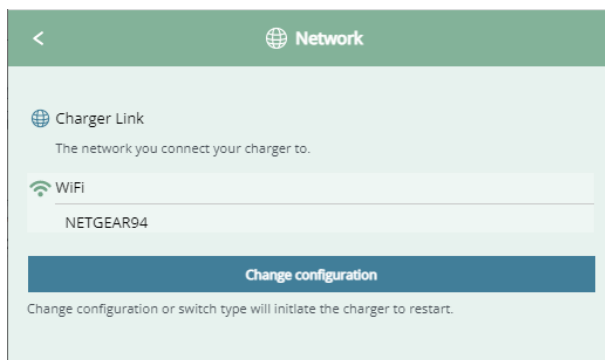 Network
Charger Link
The network you connect your charger to.
WiFi
NETGEAR94
Change configuration
Change configuration or switch type will initiate the charger to restart.